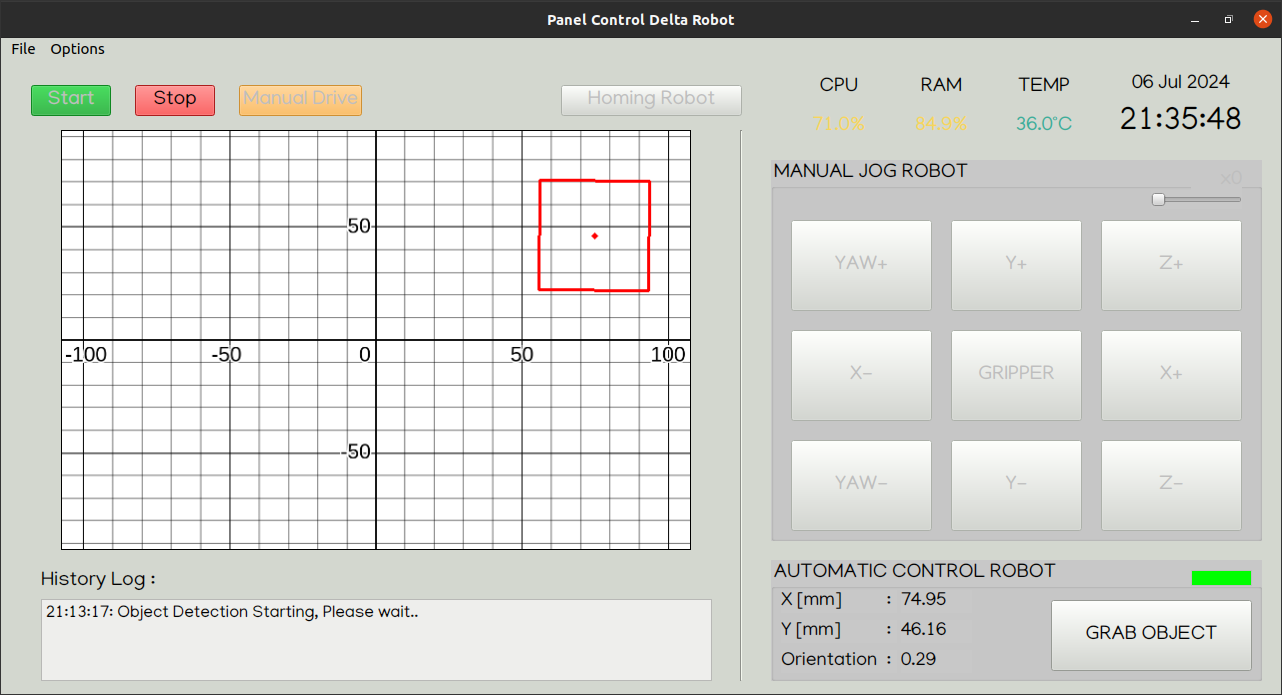 Panel Control Delta Robot
File Options
Start Stop Manual Drive Homing Robot
CPU RAM TEMP 06 Jul 2024
71.0% 84.9% 36.0°C 21:35:48
MANUAL JOG ROBOT
x0
50
-100 -50 0 50 100
-50
YAW+ Y+ Z+
X- GRIPPER X+
YAW- Y- Z-
History Log :
21:13:17: Object Detection Starting, Please wait..
AUTOMATIC CONTROL ROBOT
X [mm] : 74.95
Y [mm] : 46.16
Orientation : 0.29
GRAB OBJECT